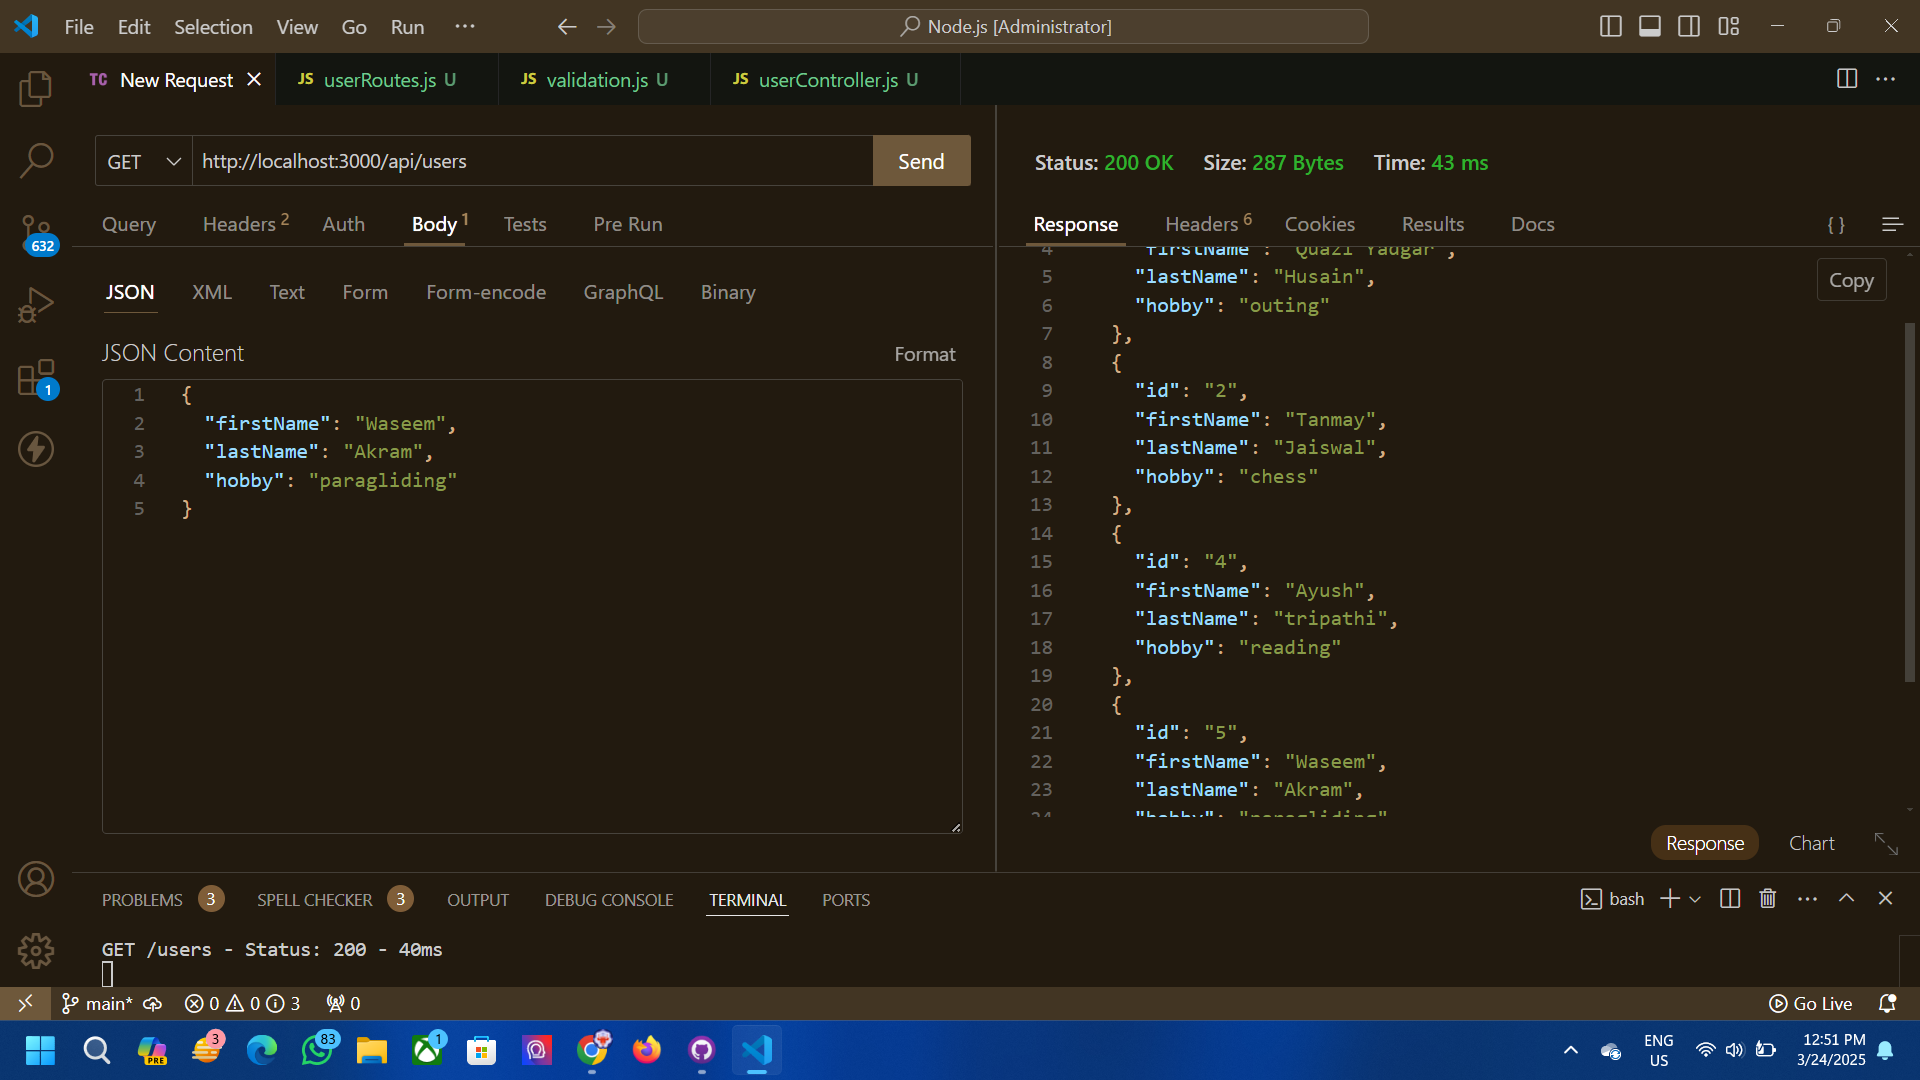 File Edit Selection View Go Run ··· Node.js [Administrator]
TC New Request JS userRoutes.js U JS validation.js U JS userController.js U
GET http://localhost:3000/api/users Send
Query Headers 2 Auth Body 1 Tests Pre Run
JSON XML Text Form Form-encode GraphQL Binary
JSON Content Format
1 {
2 "firstName": "Waseem",
3 "lastName": "Akram",
4 "hobby": "paragliding"
5 }
Status: 200 OK Size: 287 Bytes Time: 43 ms
Response Headers 6 Cookies Results Docs { }
4 "firstName": "Quazi Yadgar",
5 "lastName": "Husain",
6 "hobby": "outing"
7 },
8 {
9 "id": "2",
10 "firstName": "Tanmay",
11 "lastName": "Jaiswal",
12 "hobby": "chess"
13 },
14 {
15 "id": "4",
16 "firstName": "Ayush",
17 "lastName": "tripathi",
18 "hobby": "reading"
19 },
20 {
21 "id": "5",
22 "firstName": "Waseem",
23 "lastName": "Akram",
24 "hobby": "paragliding"
Copy
Response Chart
632
1
PROBLEMS 3 SPELL CHECKER 3 OUTPUT DEBUG CONSOLE TERMINAL PORTS bash
GET /users - Status: 200 - 40ms
main* 0 0 3 0 Go Live
PRE 3 83 1 ENG US 12:51 PM
3/24/2025